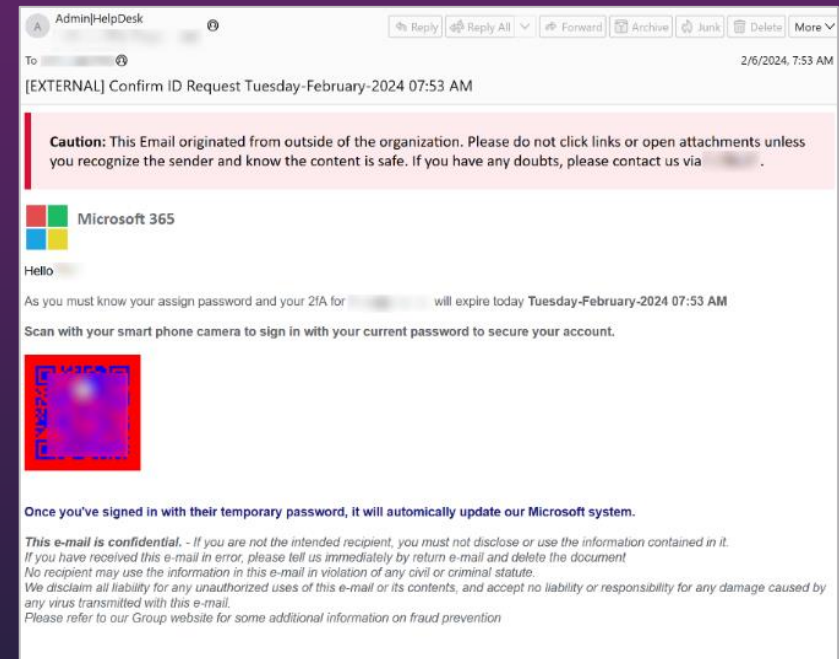 A
Admin|HelpDesk
Reply Reply All Forward Archive Junk Delete More
To
2/6/2024, 7:53 AM
[EXTERNAL] Confirm ID Request Tuesday-February-2024 07:53 AM
Caution: This Email originated from outside of the organization. Please do not click links or open attachments unless
you recognize the sender and know the content is safe. If you have any doubts, please contact us via .
Microsoft 365
Hello
As you must know your assign password and your 2fA for will expire today Tuesday-February-2024 07:53 AM
Scan with your smart phone camera to sign in with your current password to secure your account.
Once you've signed in with their temporary password, it will automically update our Microsoft system.
This e-mail is confidential. - If you are not the intended recipient, you must not disclose or use the information contained in it.
If you have received this e-mail in error, please tell us immediately by return e-mail and delete the document
No recipient may use the information in this e-mail in violation of any civil or criminal statute.
We disclaim all liability for any unauthorized uses of this e-mail or its contents, and accept no liability or responsibility for any damage caused by
any virus transmitted with this e-mail.
Please refer to our Group website for some additional information on fraud prevention